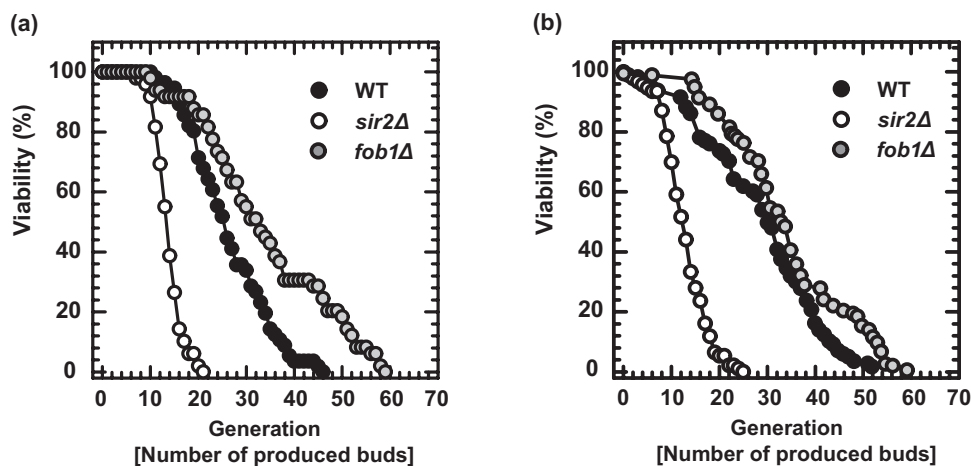 (a)
100
80
60
40
20
0
Viability (%)
WT
sir2Δ
fob1Δ
0 10 20 30 40 50 60 70
Generation
[Number of produced buds]
(b)
100
80
60
40
20
0
Viability (%)
WT
sir2Δ
fob1Δ
0 10 20 30 40 50 60 70
Generation
[Number of produced buds]